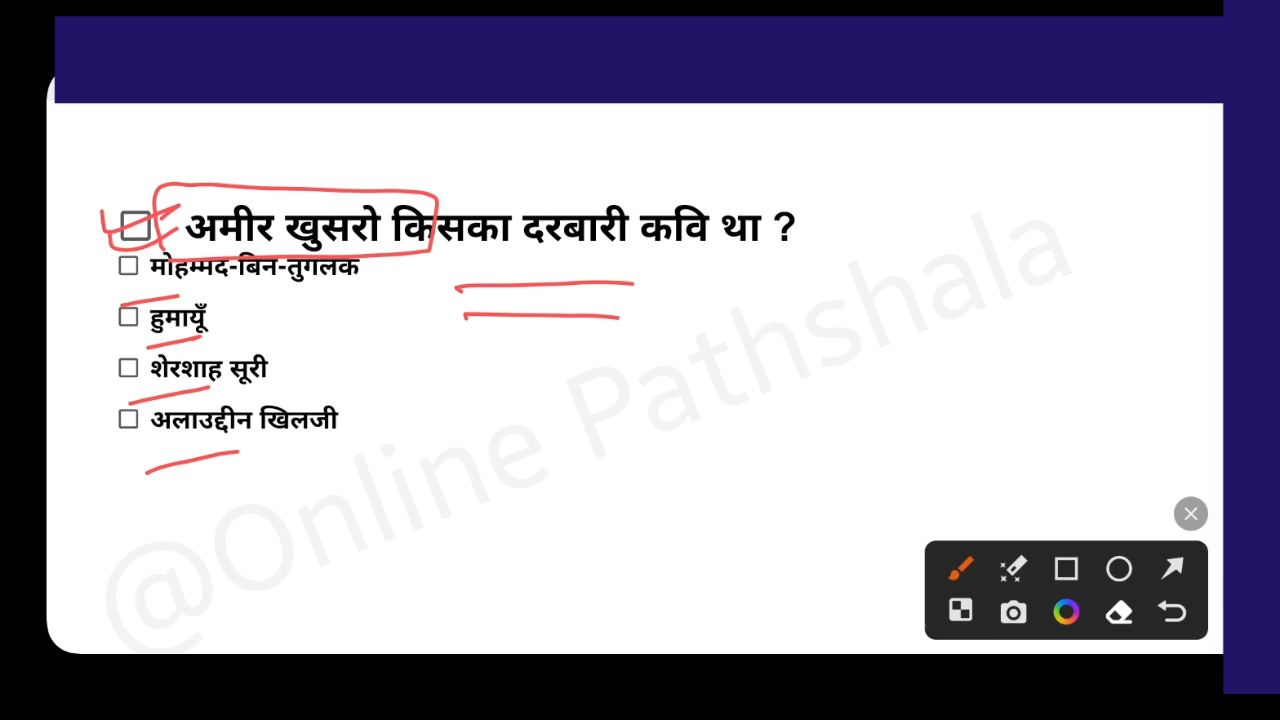 अमीर खुसरो किसका दरबारी कवि था ?
मोहम्मद-बिन-तुगलक
हुमायूँ
शेरशाह सूरी
अलाउद्दीन खिलजी
@Online Pathshala